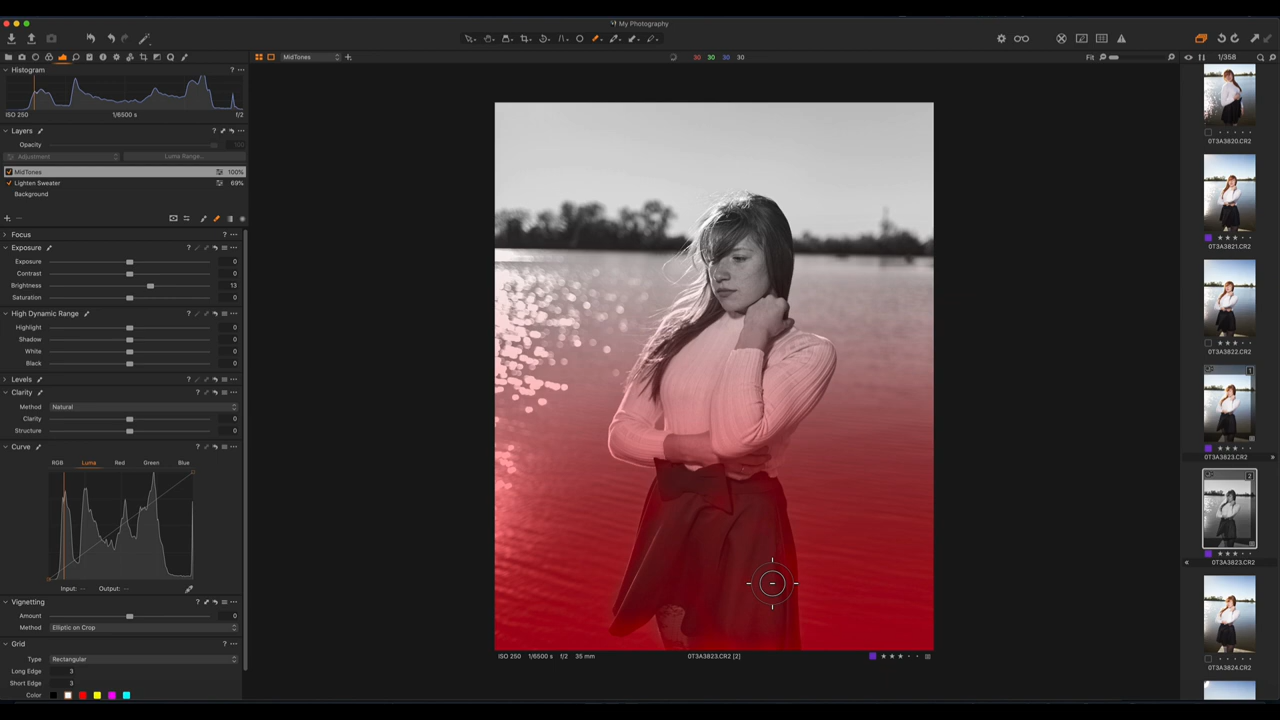 My Photography
MidTones
30 30 30 30
Fit
1/358
Histogram
ISO 250 1/6500 s f/2
Layers
Opacity 100
Adjustment Luma Range...
MidTones 100%
Lighten Sweater 69%
Background
Focus
Exposure
Exposure 0
Contrast 0
Brightness 13
Saturation 0
High Dynamic Range
Highlight 0
Shadow 0
White 0
Black 0
Levels
Clarity
Method Natural
Clarity 0
Structure 0
Curve
RGB Luma Red Green Blue
Input: -- Output: --
Vignetting
Amount 0
Method Elliptic on Crop
Grid
Type Rectangular
Long Edge 3
Short Edge 3
Color
ISO 250 1/6500 s f/2 35 mm
0T3A3823.CR2 [2]
0T3A3820.CR2
0T3A3821.CR2
0T3A3822.CR2
1
0T3A3823.CR2
2
0T3A3823.CR2
0T3A3824.CR2